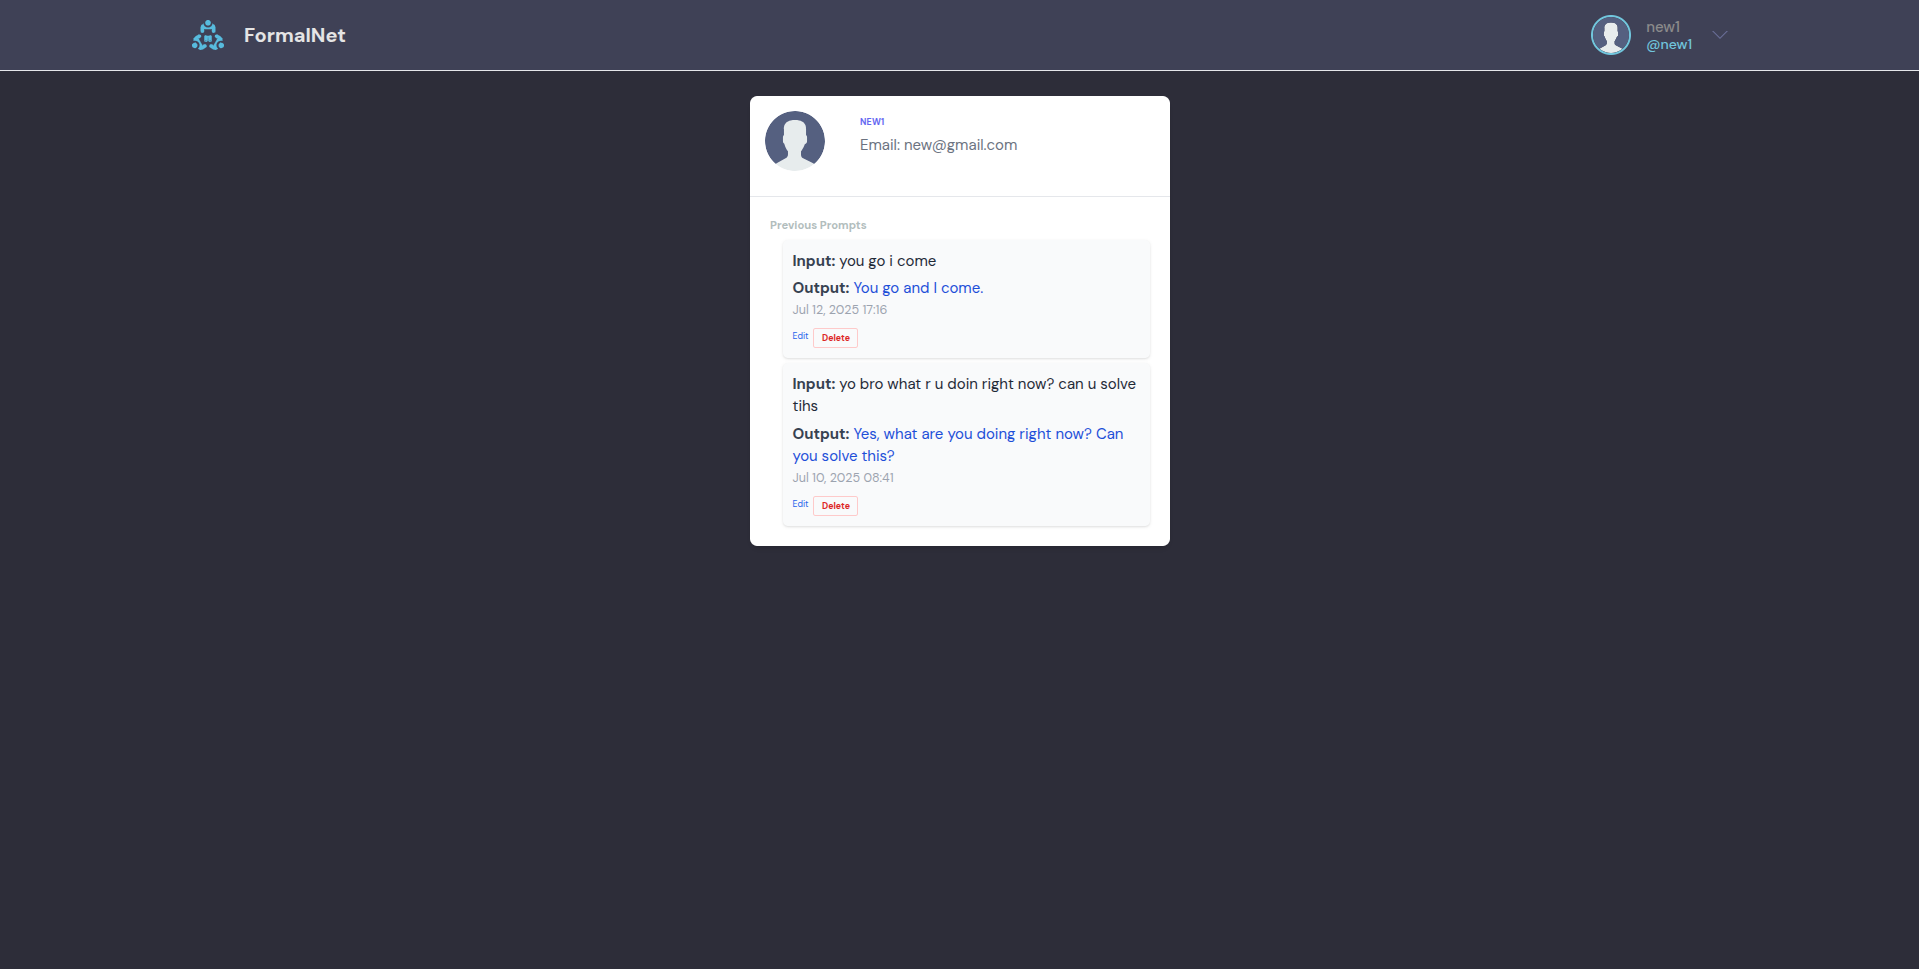 FormalNet
new1
@new1
NEW1
Email: new@gmail.com
Previous Prompts
Input: you go i come
Output: You go and I come.
Jul 12, 2025 17:16
Edit Delete
Input: yo bro what r u doin right now? can u solve
tihs
Output: Yes, what are you doing right now? Can
you solve this?
Jul 10, 2025 08:41
Edit Delete